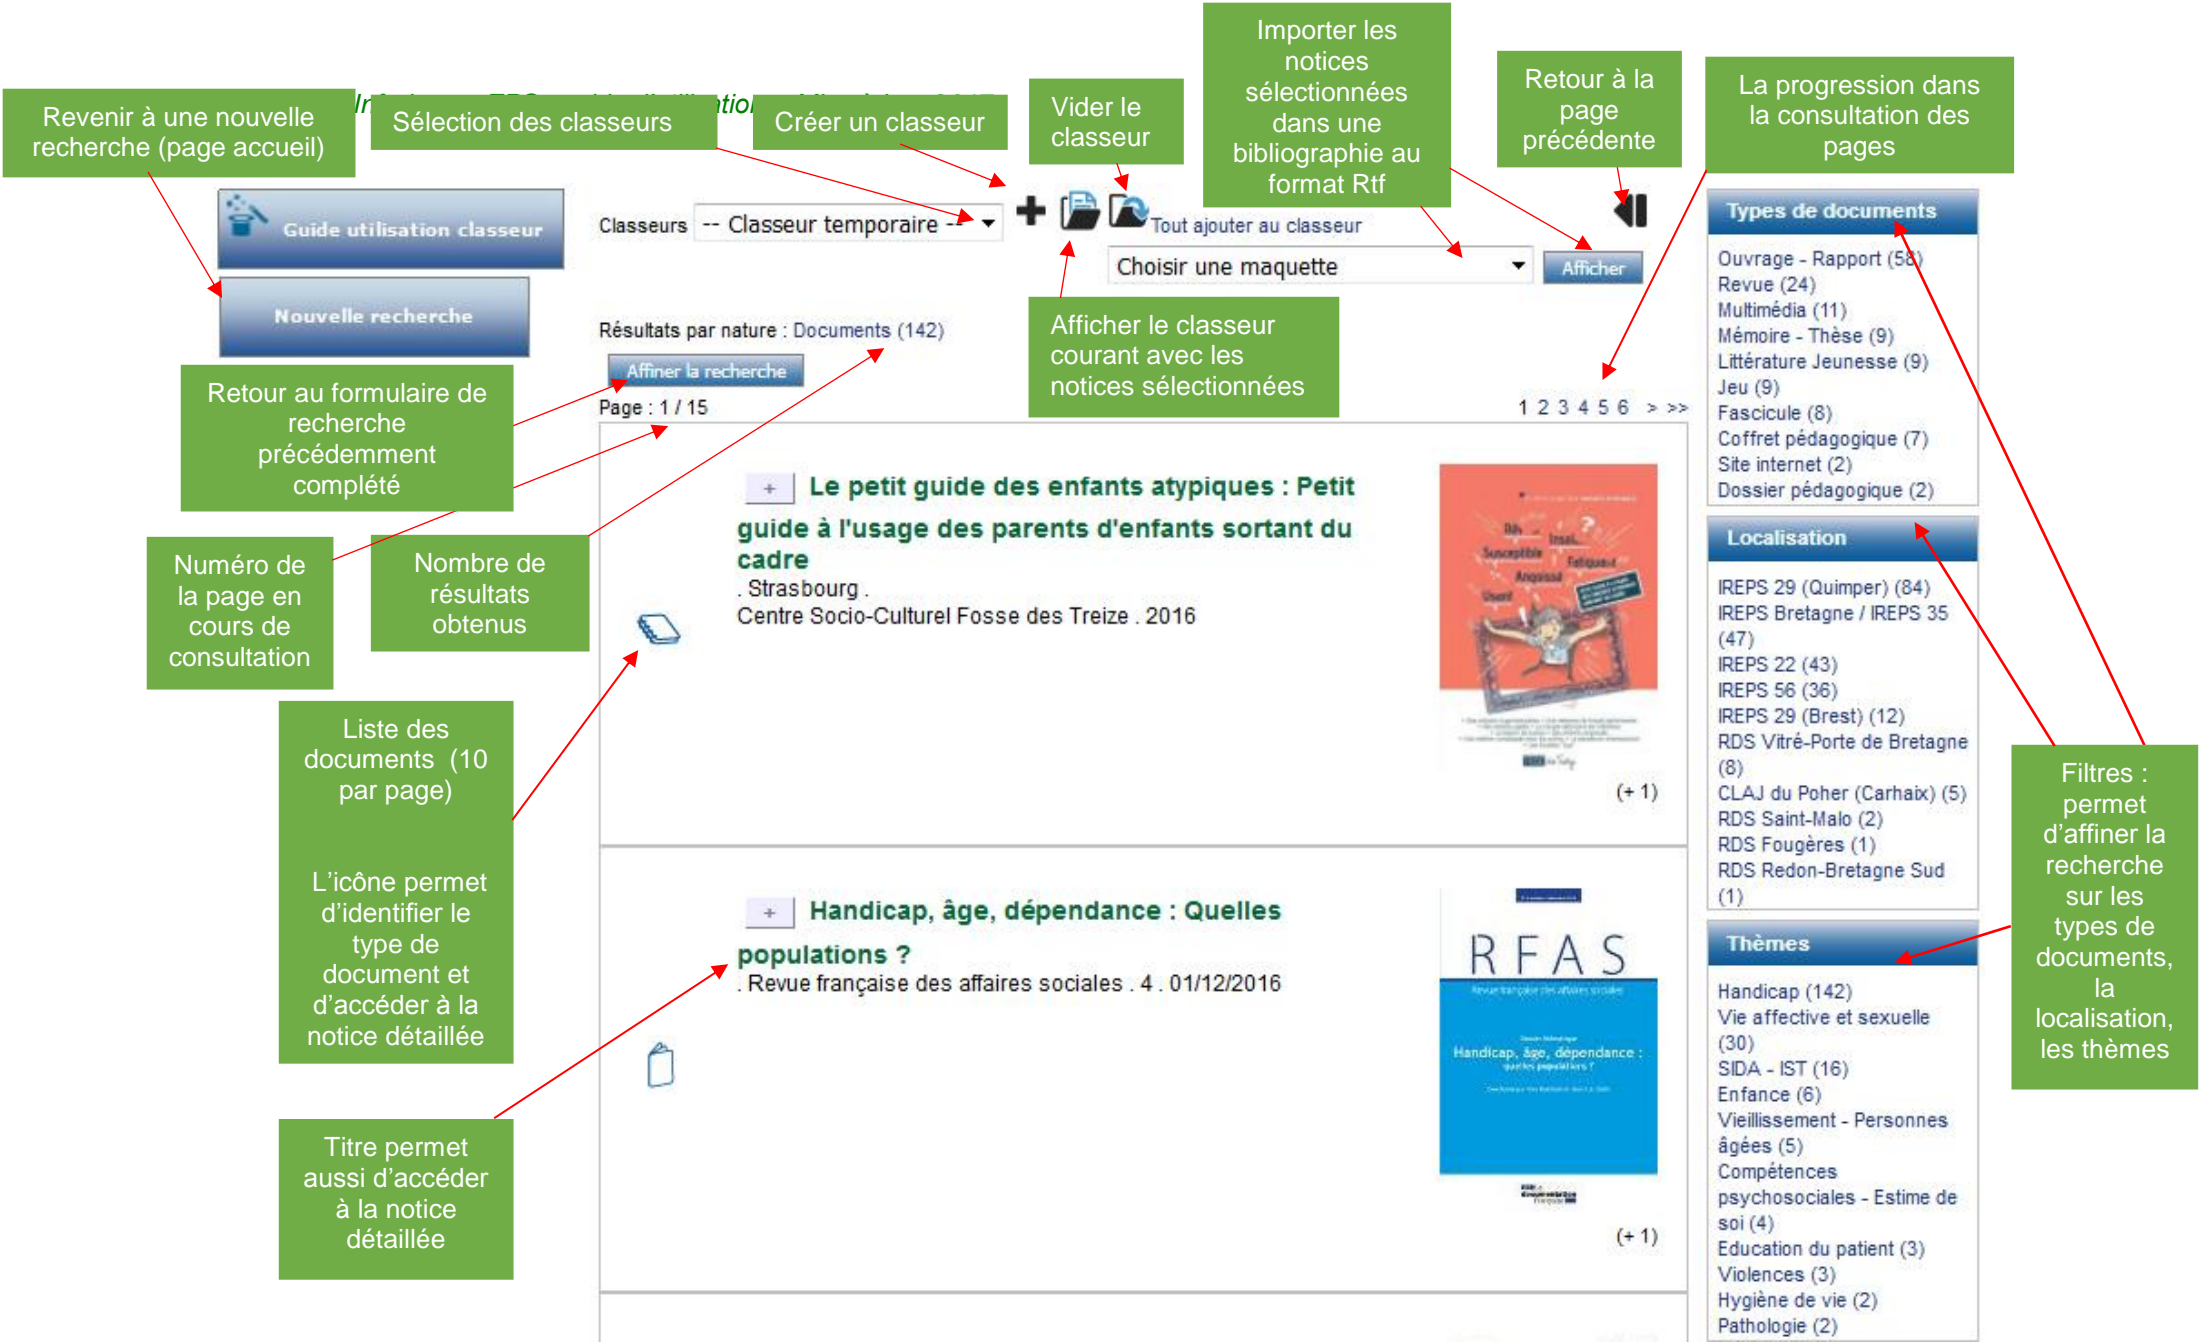 Importer les
notices
sélectionnées
dans une
bibliographie au
format Rtf
Retour à la
page
précédente
La progression dans
la consultation des
pages
Revenir à une nouvelle
recherche (page accueil)
Sélection des classeurs
Créer un classeur
Vider le
classeur
Guide utilisation classeur
Nouvelle recherche
Classeurs -- Classeur temporaire --
Tout ajouter au classeur
Choisir une maquette
Afficher
Résultats par nature : Documents (142)
Affiner la recherche
Page : 1 / 15
1 2 3 4 5 6 > >>
Afficher le classeur
courant avec les
notices sélectionnées
Retour au formulaire de
recherche
précédemment
complété
Numéro de
la page en
cours de
consultation
Nombre de
résultats
obtenus
Liste des
documents (10
par page)
L'icône permet
d'identifier le
type de
document et
d'accéder à la
notice détaillée
Titre permet
aussi d'accéder
à la notice
détaillée
+ Le petit guide des enfants atypiques : Petit
guide à l'usage des parents d'enfants sortant du
cadre
. Strasbourg .
Centre Socio-Culturel Fosse des Treize . 2016
Susceptible
Fatigueur
Angoissé
(+ 1)
+ Handicap, âge, dépendance : Quelles
populations ?
. Revue française des affaires sociales . 4 . 01/12/2016
RFAS
Revue française des affaires sociales
Handicap, âge, dépendance :
quelles populations ?
(+ 1)
Types de documents
Ouvrage - Rapport (58)
Revue (24)
Multimédia (11)
Mémoire - Thèse (9)
Littérature Jeunesse (9)
Jeu (9)
Fascicule (8)
Coffret pédagogique (7)
Site internet (2)
Dossier pédagogique (2)
Localisation
IREPS 29 (Quimper) (84)
IREPS Bretagne / IREPS 35
(47)
IREPS 22 (43)
IREPS 56 (36)
IREPS 29 (Brest) (12)
RDS Vitré-Porte de Bretagne
(8)
CLAJ du Poher (Carhaix) (5)
RDS Saint-Malo (2)
RDS Fougères (1)
RDS Redon-Bretagne Sud
(1)
Thèmes
Handicap (142)
Vie affective et sexuelle
(30)
SIDA - IST (16)
Enfance (6)
Vieillissement - Personnes
âgées (5)
Compétences
psychosociales - Estime de
soi (4)
Education du patient (3)
Violences (3)
Hygiène de vie (2)
Pathologie (2)
Filtres :
permet
d'affiner la
recherche
sur les
types de
documents,
la
localisation,
les thèmes